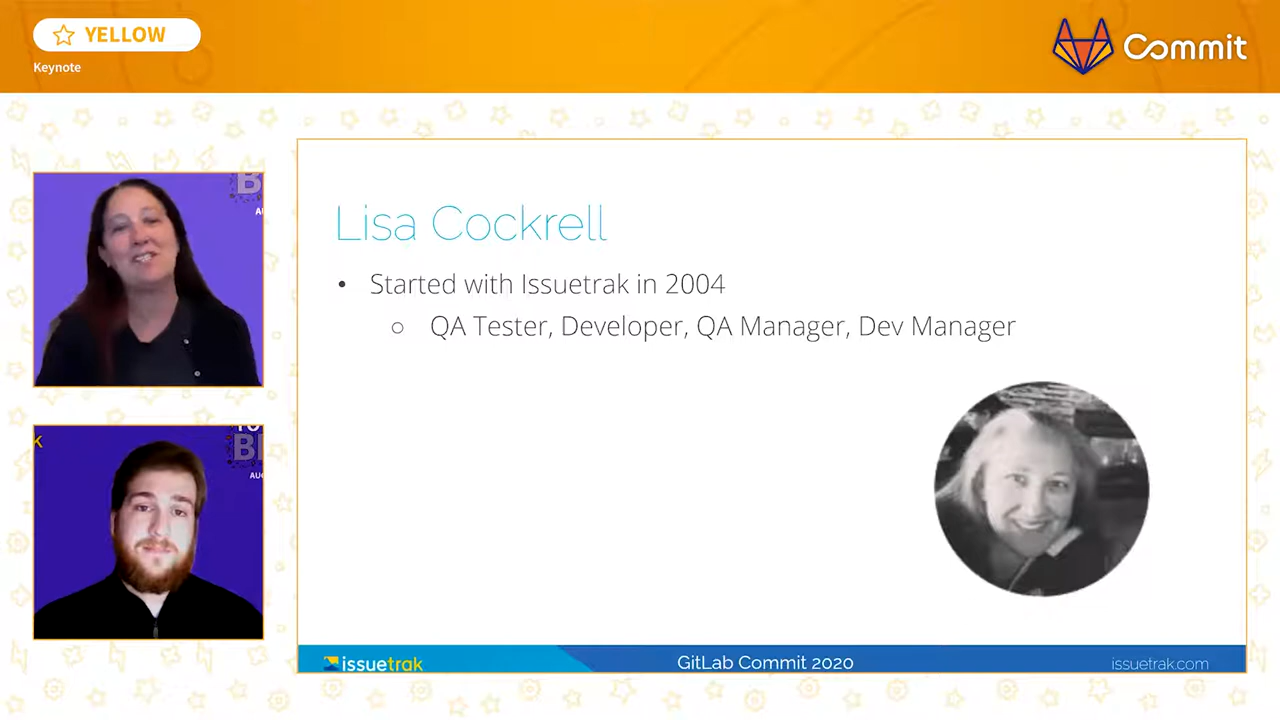 YELLOW
Keynote
Commit
B
AU
K
Lisa Cockrell
• Started with Issuetrak in 2004
○ QA Tester, Developer, QA Manager, Dev Manager
issuetrak
GitLab Commit 2020
issuetrak.com